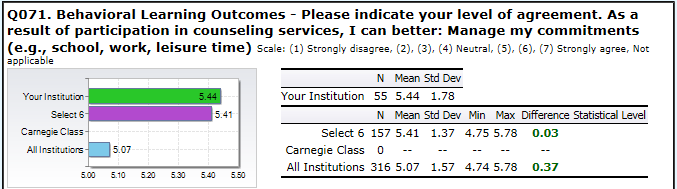 Q071. Behavioral Learning Outcomes - Please indicate your level of agreement. As a
result of participation in counseling services, I can better: Manage my commitments
(e.g., school, work, leisure time) Scale: (1) Strongly disagree, (2), (3), (4) Neutral, (5), (6), (7) Strongly agree, Not
applicable
Your Institution 5.44
Select 6 5.41
Carnegie Class
All Institutions 5.07
5.00 5.10 5.20 5.30 5.40 5.50
N Mean Std Dev
Your Institution 55 5.44 1.78
N Mean Std Dev Min Max Difference Statistical Level
Select 6 157 5.41 1.37 4.75 5.78 0.03
Carnegie Class 0 -- -- -- -- -- --
All Institutions 316 5.07 1.57 4.74 5.78 0.37